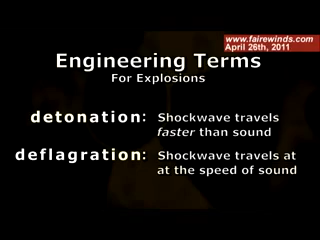 www.fairewinds.com
April 26th, 2011
Engineering Terms
For Explosions
detonation: Shockwave travels
faster than sound
deflagration: Shockwave travels at
at the speed of sound